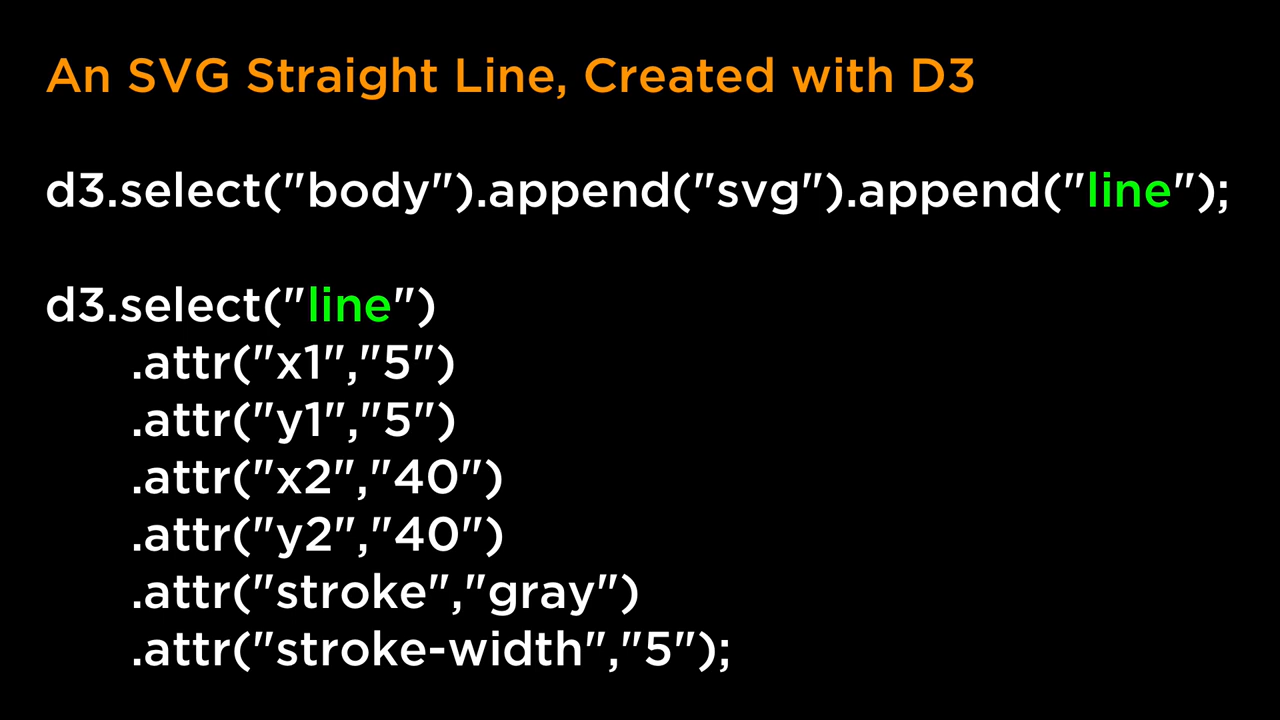 An SVG Straight Line, Created with D3
d3.select("body").append("svg").append("line");
d3.select("line")
.attr("x1","5")
.attr("y1","5")
.attr("x2","40")
.attr("y2","40")
.attr("stroke","gray")
.attr("stroke-width","5");